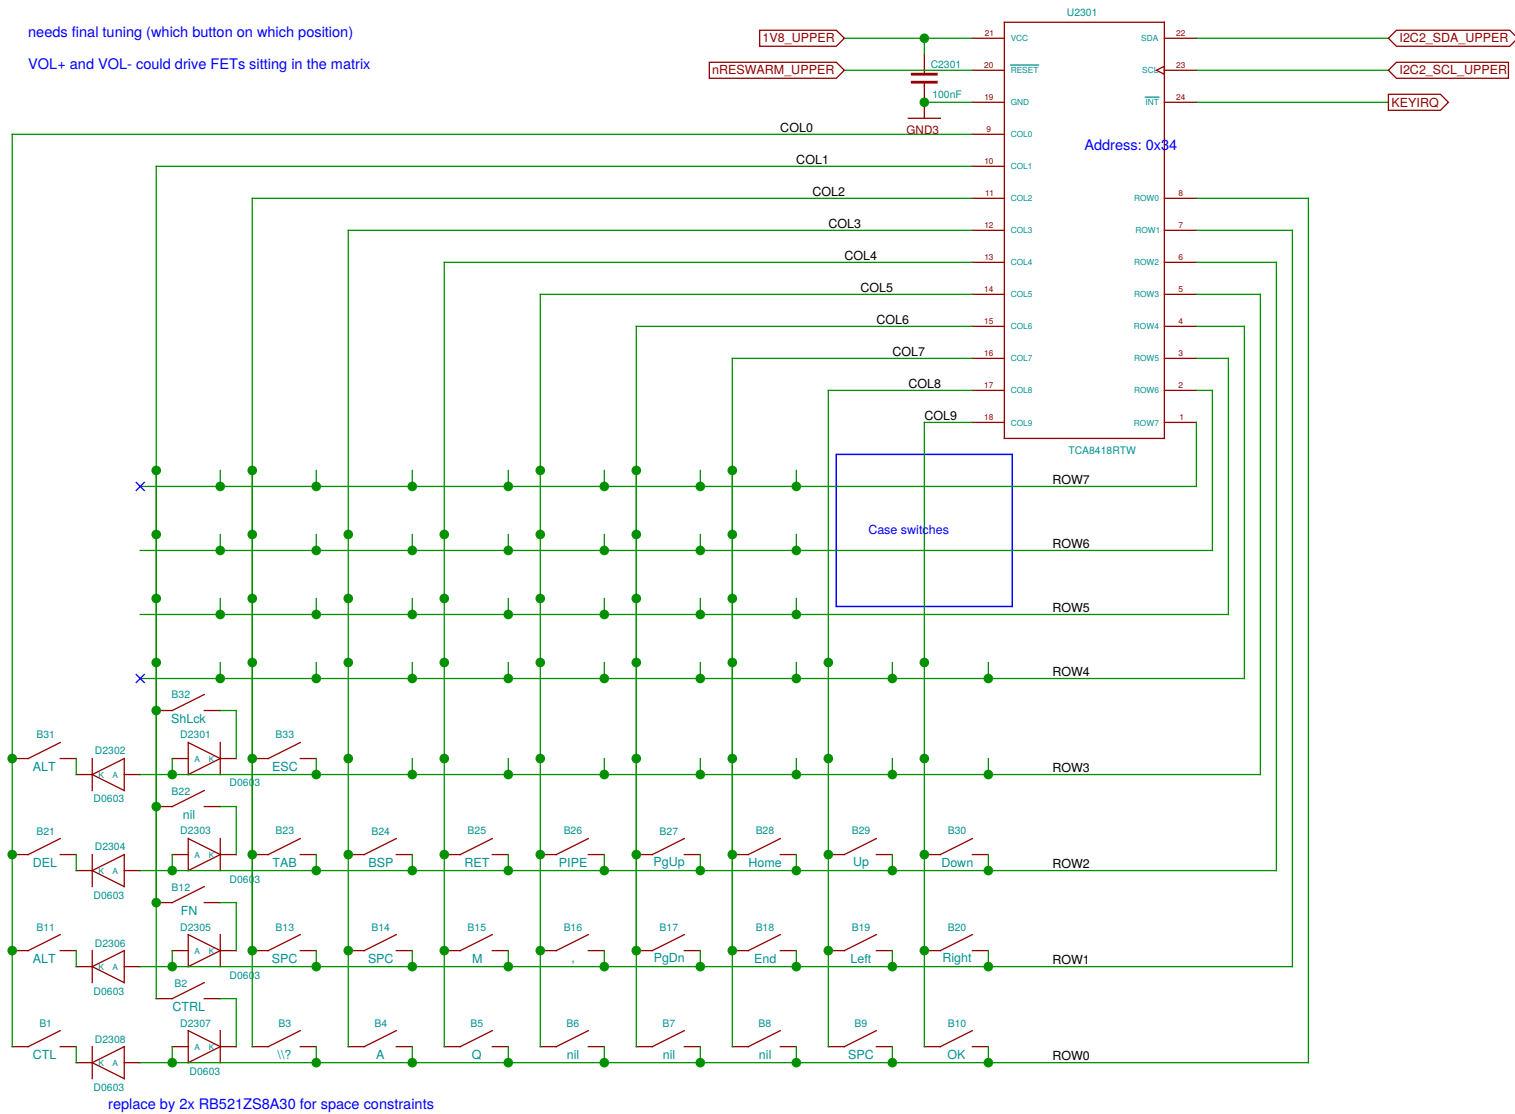 U2301
needs final tuning (which button on which position)
VOL+ and VOL- could drive FETs sitting in the matrix
1V8_UPPER 21 VCC SDA 22 I2C2_SDA_UPPER
nRESWARM_UPPER C2301 20 RESET SCL 23 I2C2_SCL_UPPER
100nF 19 GND INT 24 KEYIRQ
GND3
COL0 9 COL0
Address: 0x34
COL1 10 COL1
COL2 11 COL2 ROW0 8
COL3 12 COL3 ROW1 7
COL4 13 COL4 ROW2 6
COL5 14 COL5 ROW3 5
COL6 15 COL6 ROW4 4
COL7 16 COL7 ROW5 3
COL8 17 COL8 ROW6 2
COL9 18 COL9 ROW7 1
TCA8418RTW
ROW7
Case switches
ROW6
ROW5
ROW4
B32
ShLck
B31 D2302 D2301 B33
ALT K A A K ESC ROW3
D0603 D0603
B22
nil
B21 D2304 D2303 B23 B24 B25 B26 B27 B28 B29 B30
DEL K A A K TAB BSP RET PIPE PgUp Home Up Down ROW2
D0603 D0603
B12
FN
B11 D2306 D2305 B13 B14 B15 B16 B17 B18 B19 B20
ALT K A A K SPC SPC M , PgDn End Left Right ROW1
D0603 D0603
B2
CTRL
B1 D2308 D2307 B3 B4 B5 B6 B7 B8 B9 B10
CTL K A A K \\? A Q nil nil nil SPC OK ROW0
D0603 D0603
replace by 2x RB521ZS8A30 for space constraints